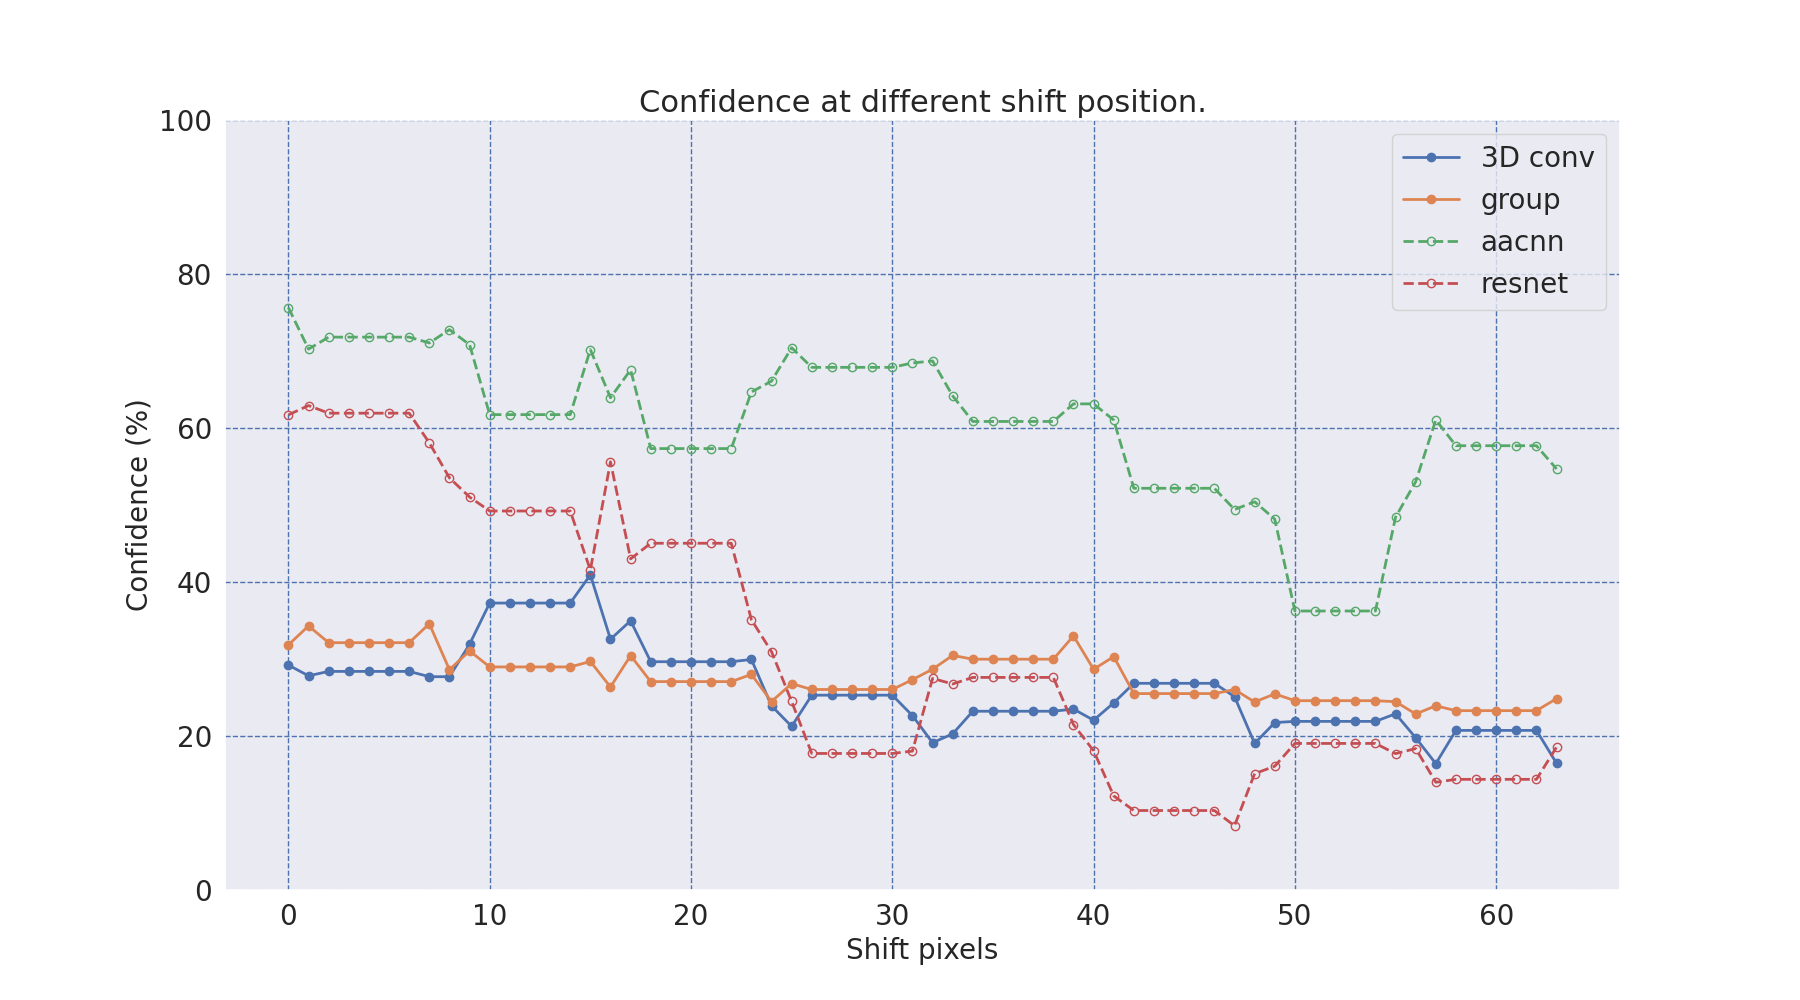 Confidence at different shift position.
100
80
60
40
20
0
Confidence (%)
3D conv
group
aacnn
resnet
0 10 20 30 40 50 60
Shift pixels